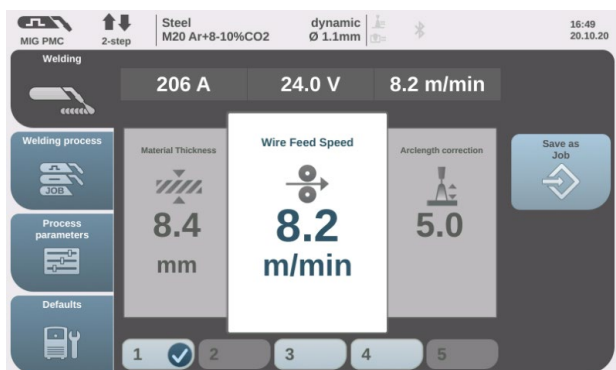 MIG PMC
2-step
Steel
M20 Ar+8-10%CO2
dynamic
Ø 1.1mm
16:49
20.10.20
Welding
206 A
24.0 V
8.2 m/min
Welding process
JOB
Material Thickness
8.4
mm
Wire Feed Speed
8.2
m/min
Arclength correction
5.0
Save as
Job
Process
parameters
Defaults
1
2
3
4
5